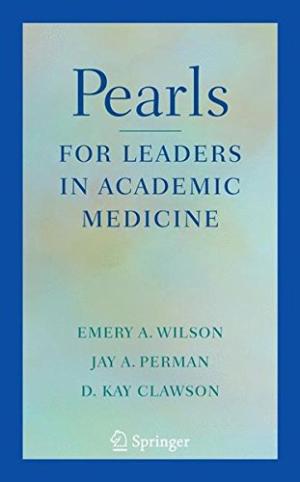 Pearls
FOR LEADERS
IN ACADEMIC
MEDICINE
EMERY A. WILSON
JAY A. PERMAN
D. KAY CLAWSON
Springer